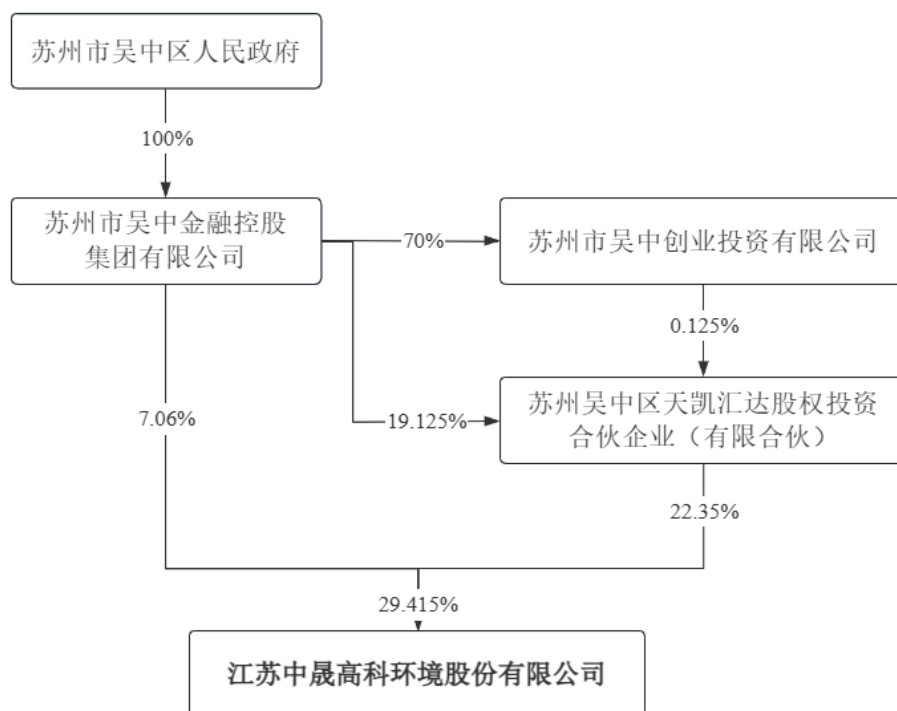 苏州市吴中区人民政府
100%
苏州市吴中金融控股
集团有限公司
70%
苏州市吴中创业投资有限公司
0.125%
7.06%
19.125%
苏州吴中区天凯汇达股权投资
合伙企业（有限合伙）
22.35%
29.415%
江苏中晟高科环境股份有限公司